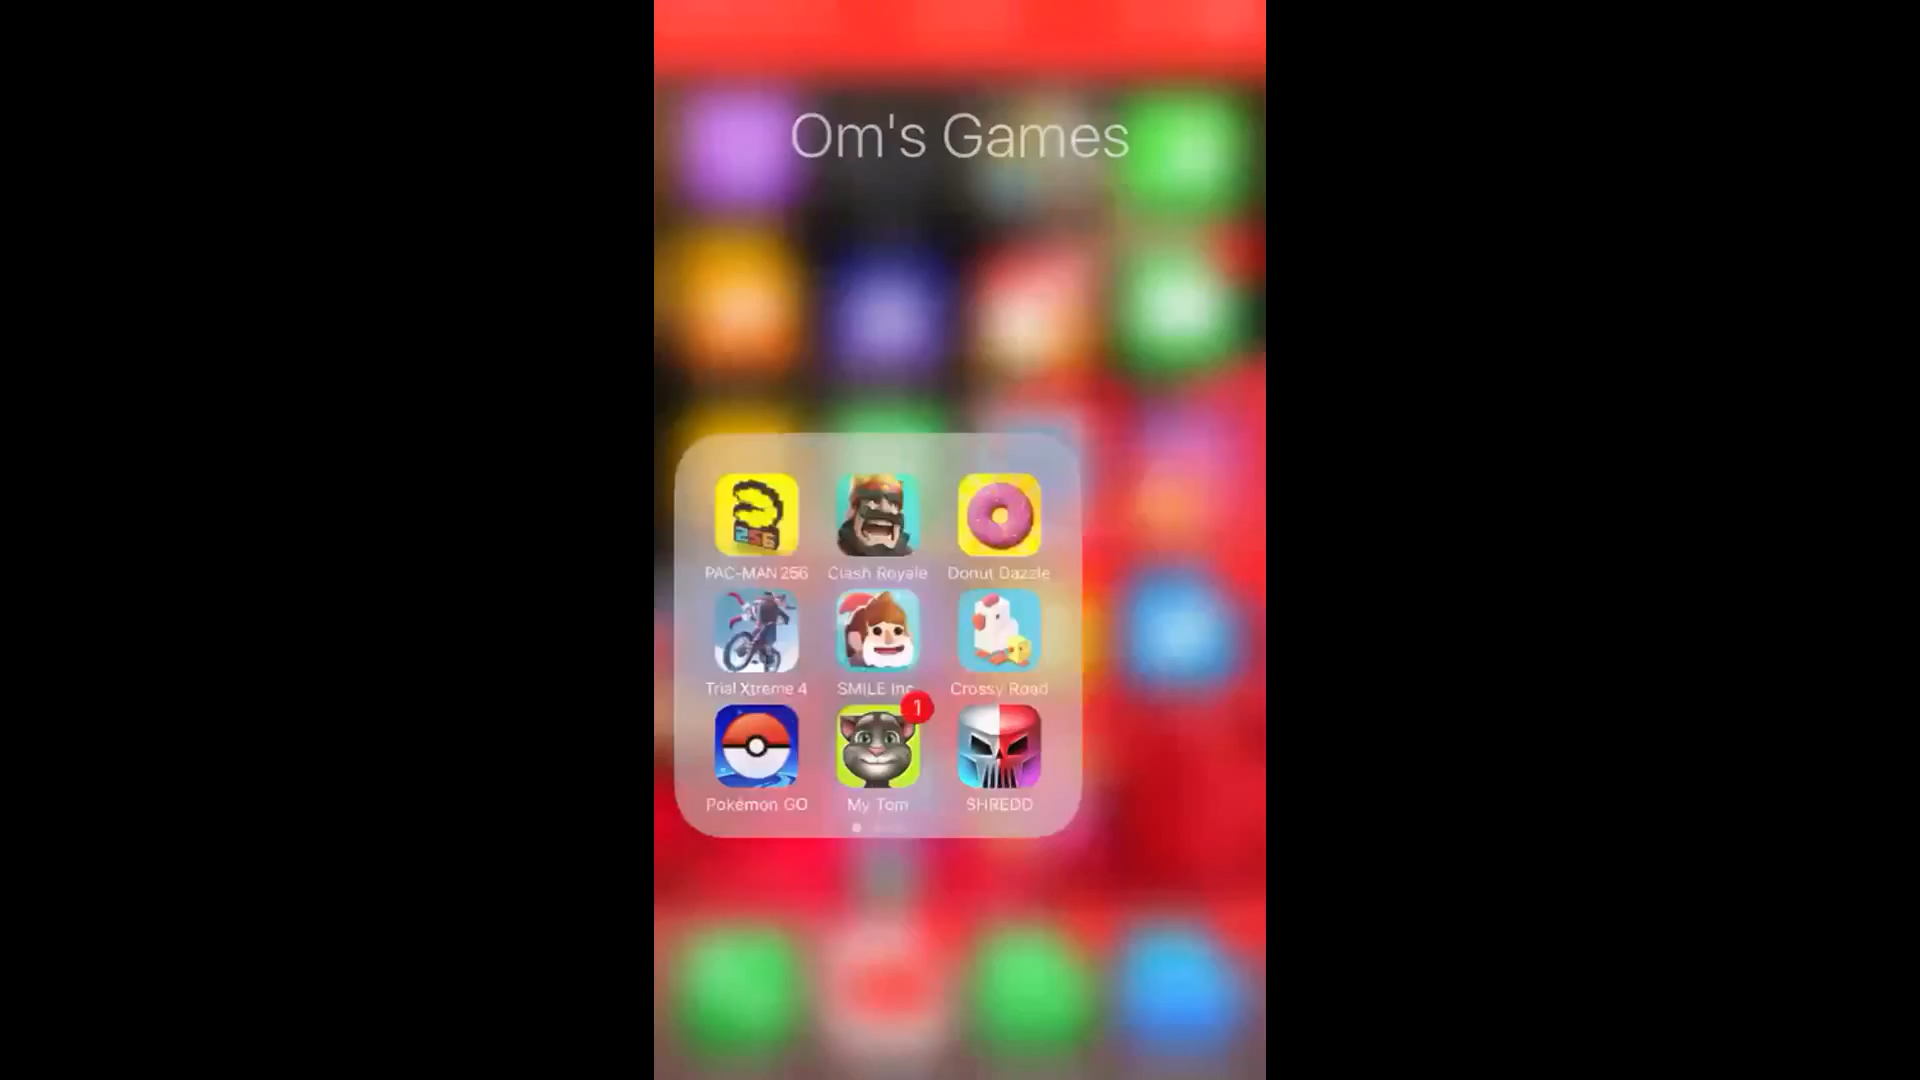 Om's Games
256
PAC-MAN 256
Clash Royale
Donut Dazzle
Trial Xtreme 4
SMILE Inc.
Crossy Road
1
Pokémon GO
My Tom
SHREDD